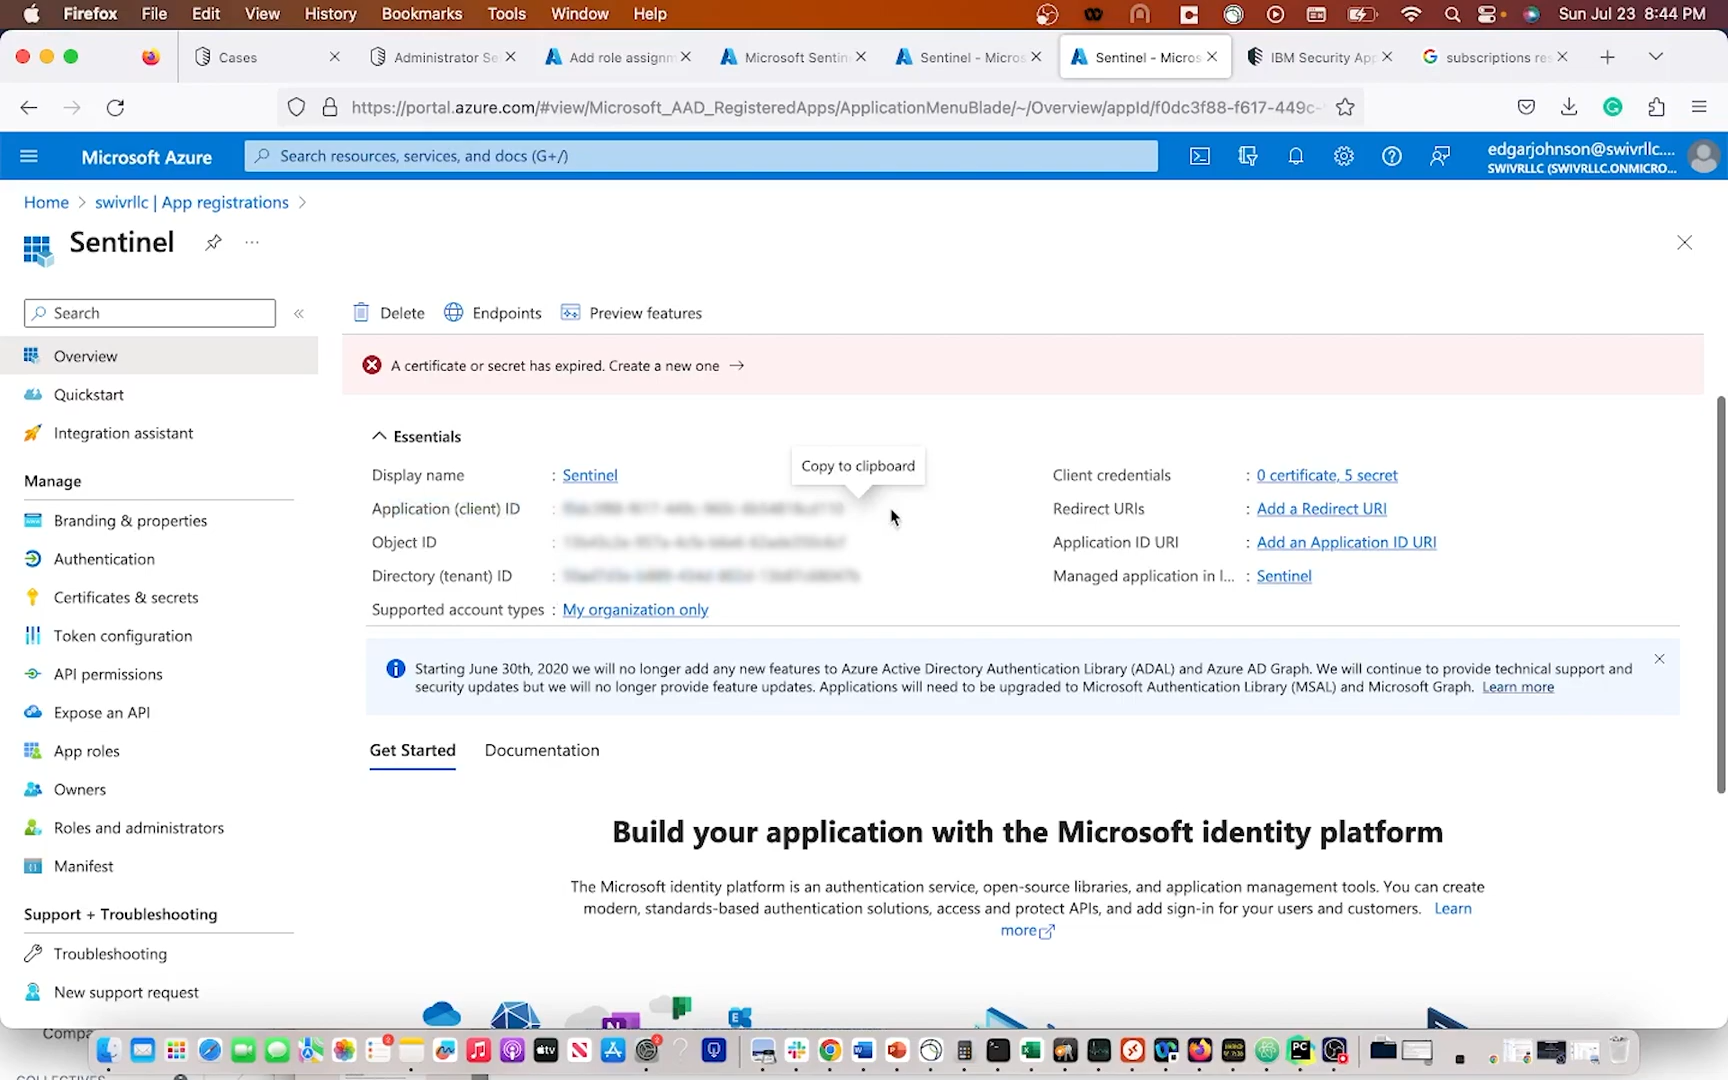 Firefox File Edit View History Bookmarks Tools Window Help Sun Jul 23 8:44 PM
Cases Administrator Se Add role assignm Microsoft Sentin Sentinel - Micros Sentinel - Micros IBM Security App subscriptions res
https://portal.azure.com/#view/Microsoft_AAD_RegisteredApps/ApplicationMenuBlade/~/Overview/appId/f0dc3f88-f617-449c-
Microsoft Azure Search resources, services, and docs (G+/) edgarjohnson@swivrllc....
SWIVRLLC (SWIVRLLC.ONMICRO...
Home > swivrllc | App registrations >
Sentinel ...
Search «
Delete Endpoints Preview features
Overview
A certificate or secret has expired. Create a new one →
Quickstart
Integration assistant
Manage
Branding & properties
Authentication
Certificates & secrets
Token configuration
API permissions
Expose an API
App roles
Owners
Roles and administrators
Manifest
Support + Troubleshooting
Troubleshooting
New support request
Essentials
Copy to clipboard
Display name : Sentinel
Application (client) ID :
Object ID :
Directory (tenant) ID :
Supported account types : My organization only
Client credentials : 0 certificate, 5 secret
Redirect URIs : Add a Redirect URI
Application ID URI : Add an Application ID URI
Managed application in l... : Sentinel
Starting June 30th, 2020 we will no longer add any new features to Azure Active Directory Authentication Library (ADAL) and Azure AD Graph. We will continue to provide technical support and
security updates but we will no longer provide feature updates. Applications will need to be upgraded to Microsoft Authentication Library (MSAL) and Microsoft Graph. Learn more
Get Started Documentation
Build your application with the Microsoft identity platform
The Microsoft identity platform is an authentication service, open-source libraries, and application management tools. You can create
modern, standards-based authentication solutions, access and protect APIs, and add sign-in for your users and customers. Learn
more
Compa